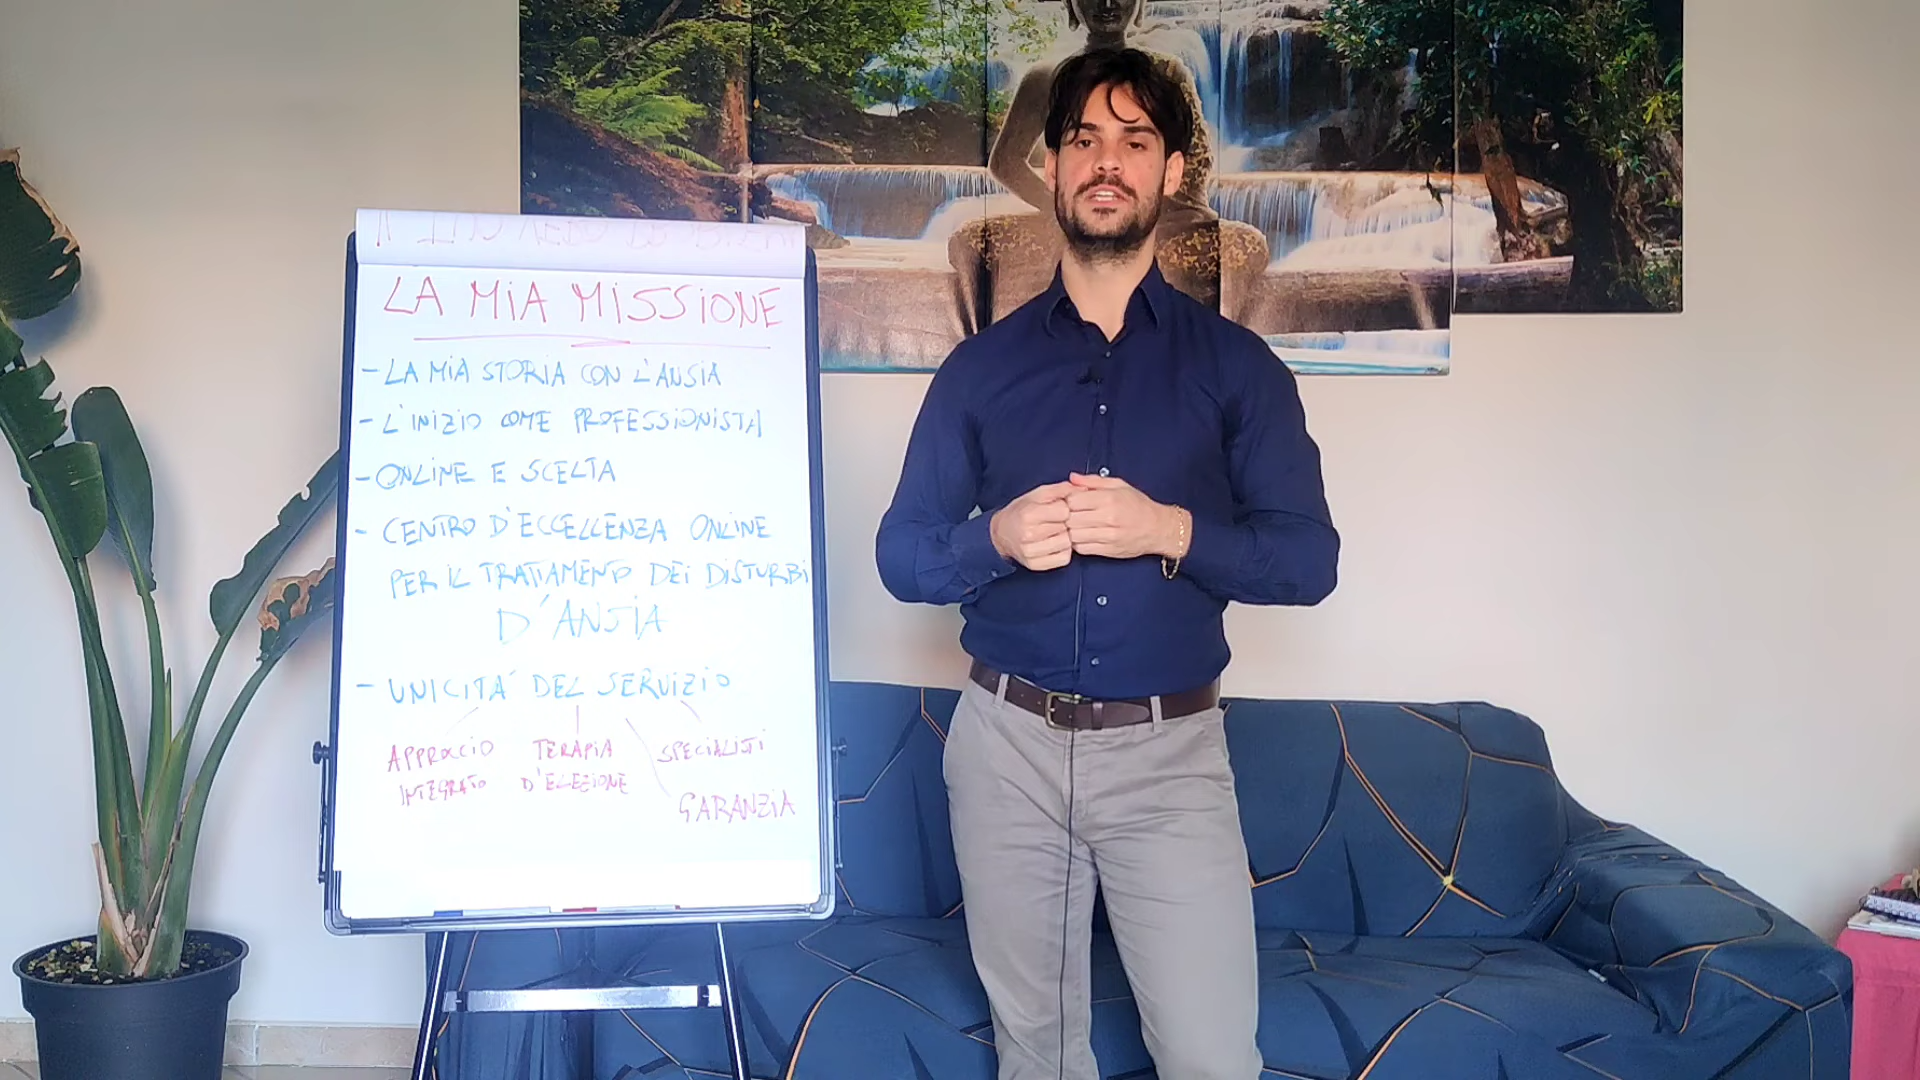 LA MIA MISSIONE
- LA MIA STORIA CON L'ANSIA
- L'INIZIO COME PROFESSIONISTA
- ONLINE E SCELTA
- CENTRO D'ECCELLENZA ONLINE
PER IL TRATTAMENTO DEI DISTURBI
D'ANSIA
- UNICITA' DEL SERVIZIO
APPROCCIO TERAPIA SPECIALISTI
INTEGRATO D'ELEZIONE
GARANZIA